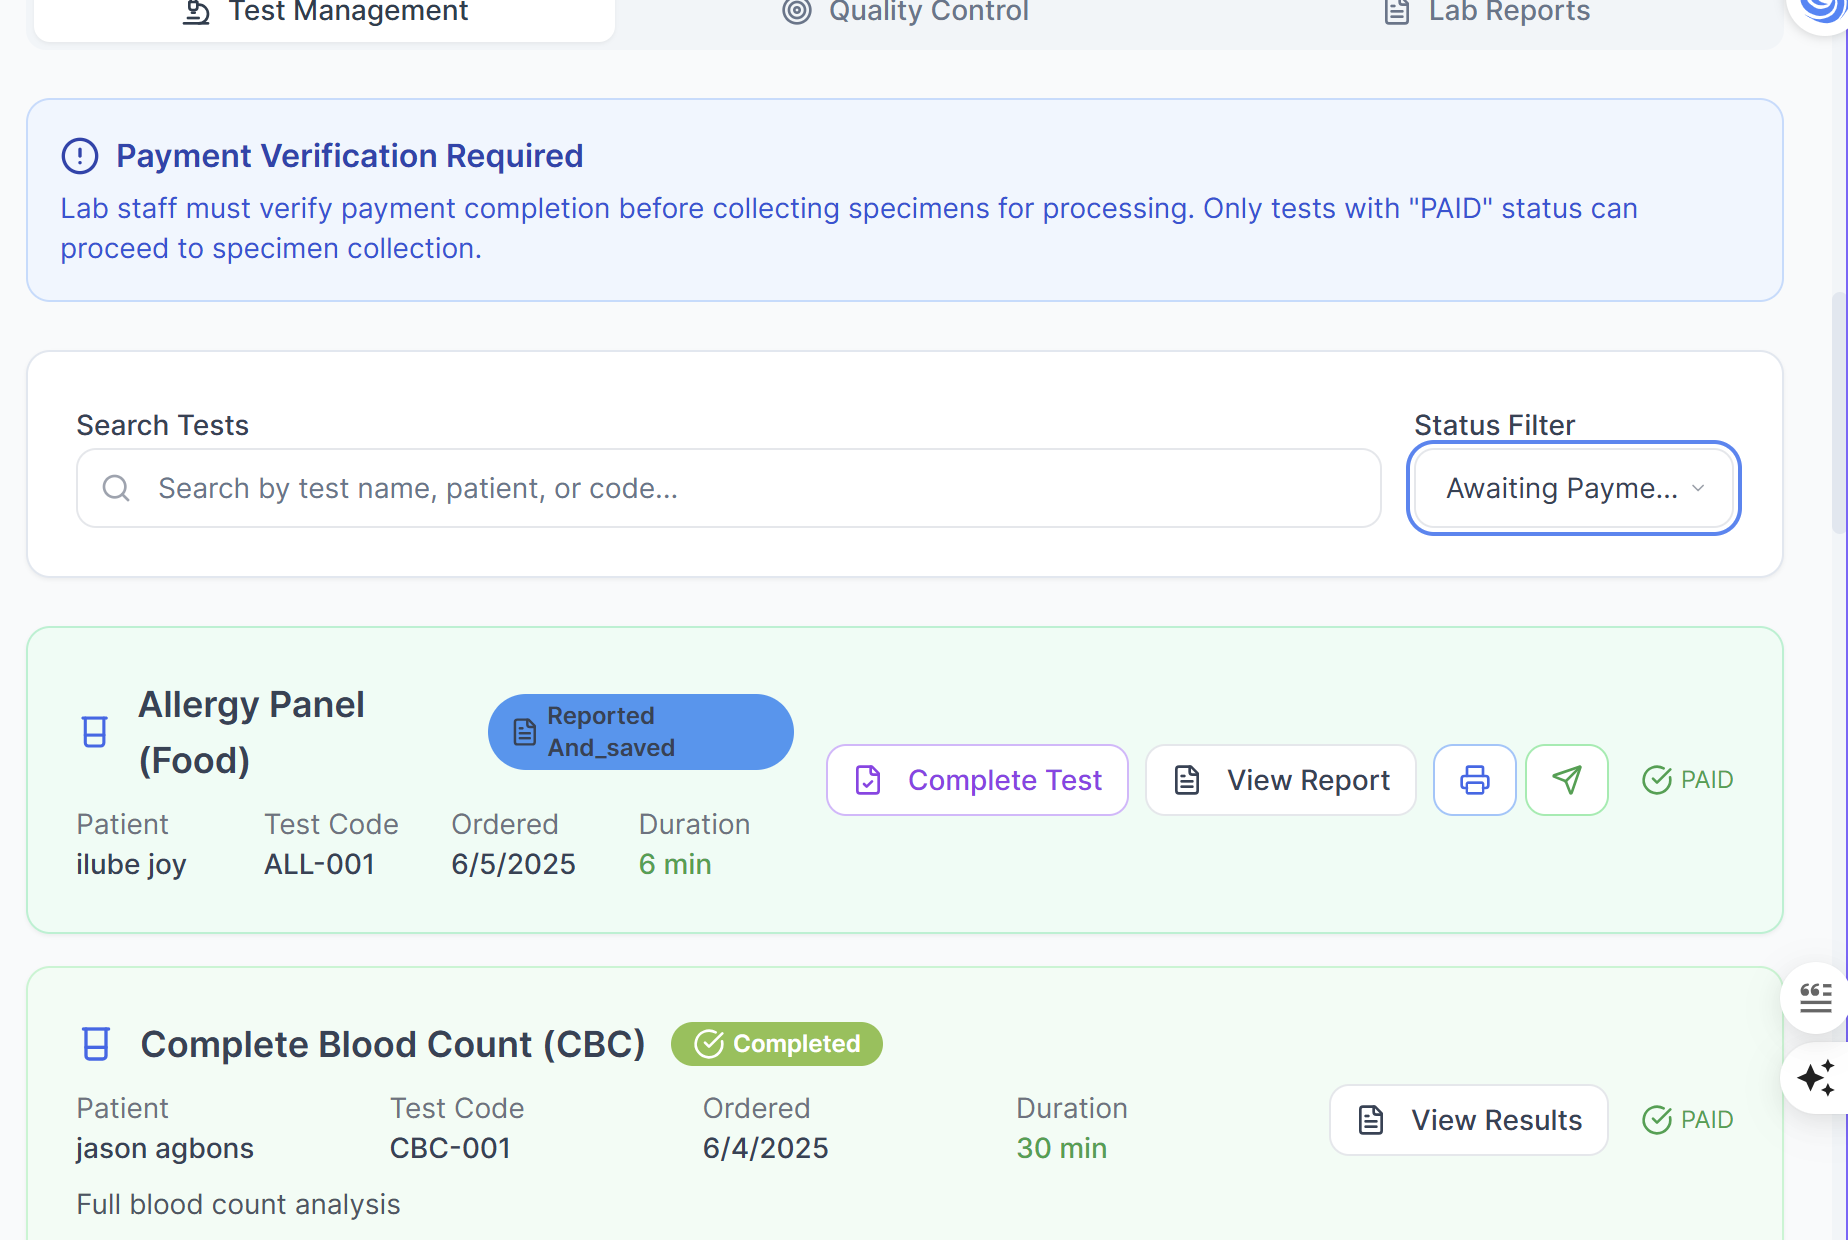 Test Management
Quality Control
Lab Reports
Payment Verification Required
Lab staff must verify payment completion before collecting specimens for processing. Only tests with "PAID" status can
proceed to specimen collection.
Search Tests
Status Filter
Search by test name, patient, or code...
Awaiting Payme...
Allergy Panel
(Food)
Reported
And_saved
Complete Test
View Report
PAID
Patient
Test Code
Ordered
Duration
ilube joy
ALL-001
6/5/2025
6 min
Complete Blood Count (CBC)
Completed
Patient
Test Code
Ordered
Duration
jason agbons
CBC-001
6/4/2025
30 min
View Results
PAID
Full blood count analysis